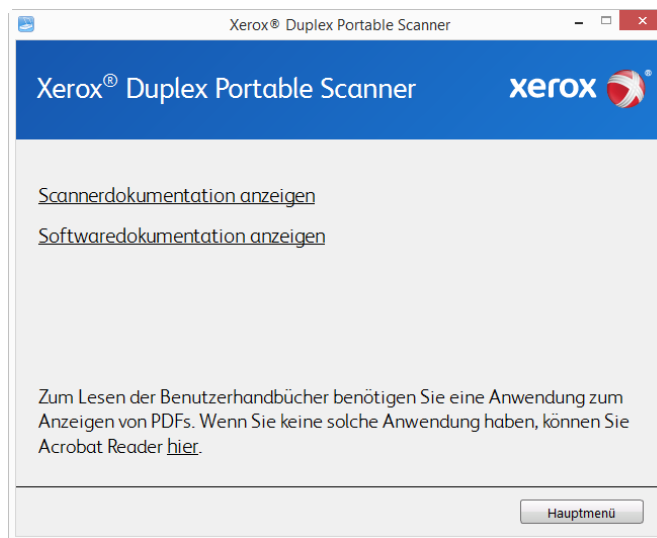 Xerox® Duplex Portable Scanner
Xerox® Duplex Portable Scanner
xerox ®
Scannerdokumentation anzeigen
Softwaredokumentation anzeigen
Zum Lesen der Benutzerhandbücher benötigen Sie eine Anwendung zum
Anzeigen von PDFs. Wenn Sie keine solche Anwendung haben, können Sie
Acrobat Reader hier.
Hauptmenü